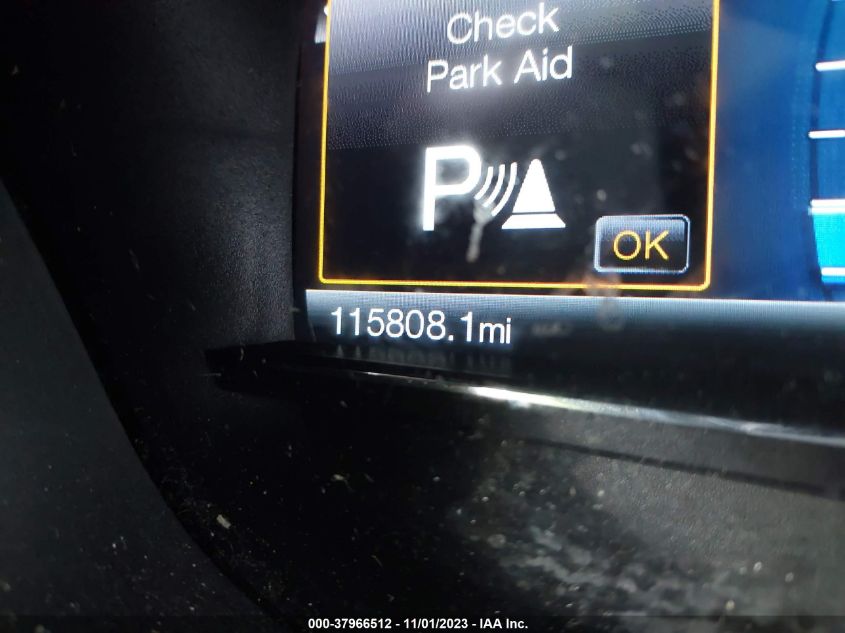 Check
Park Aid
P
OK
115808.1mi
000-37966512 - 11/01/2023 - IAA Inc.